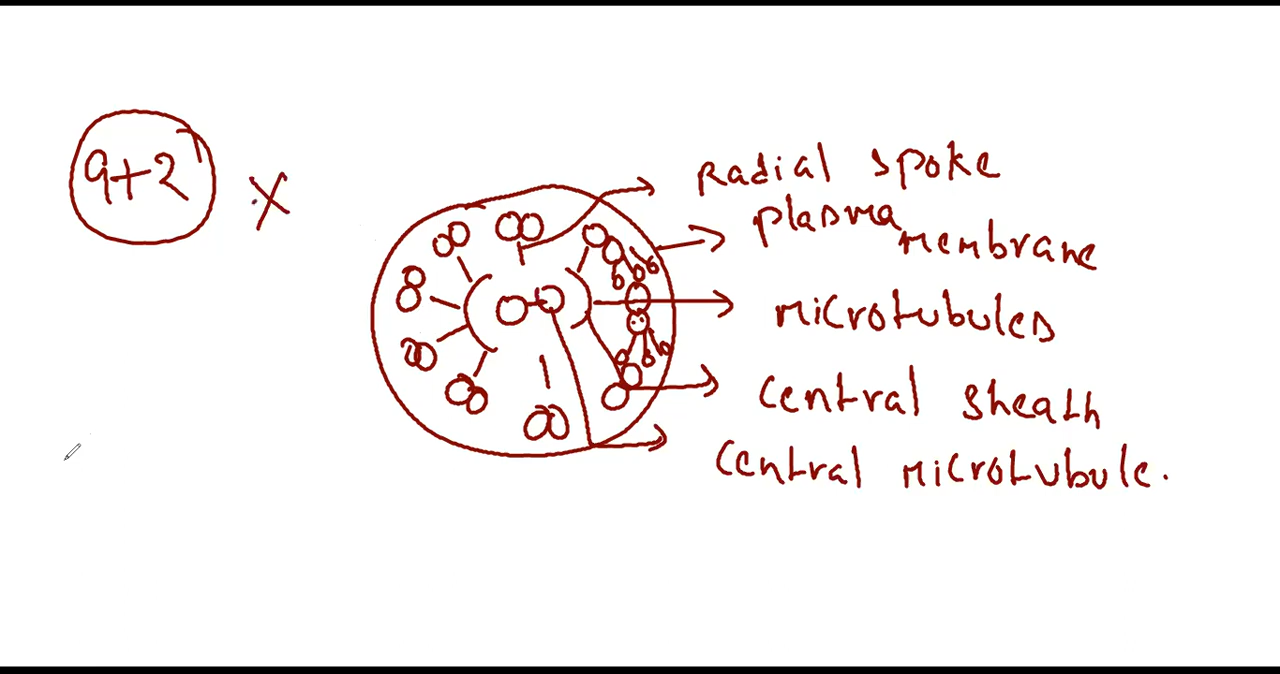 9+2
X
Radial spoke
plasma membrane
microtubules
central sheath
central microtubule.